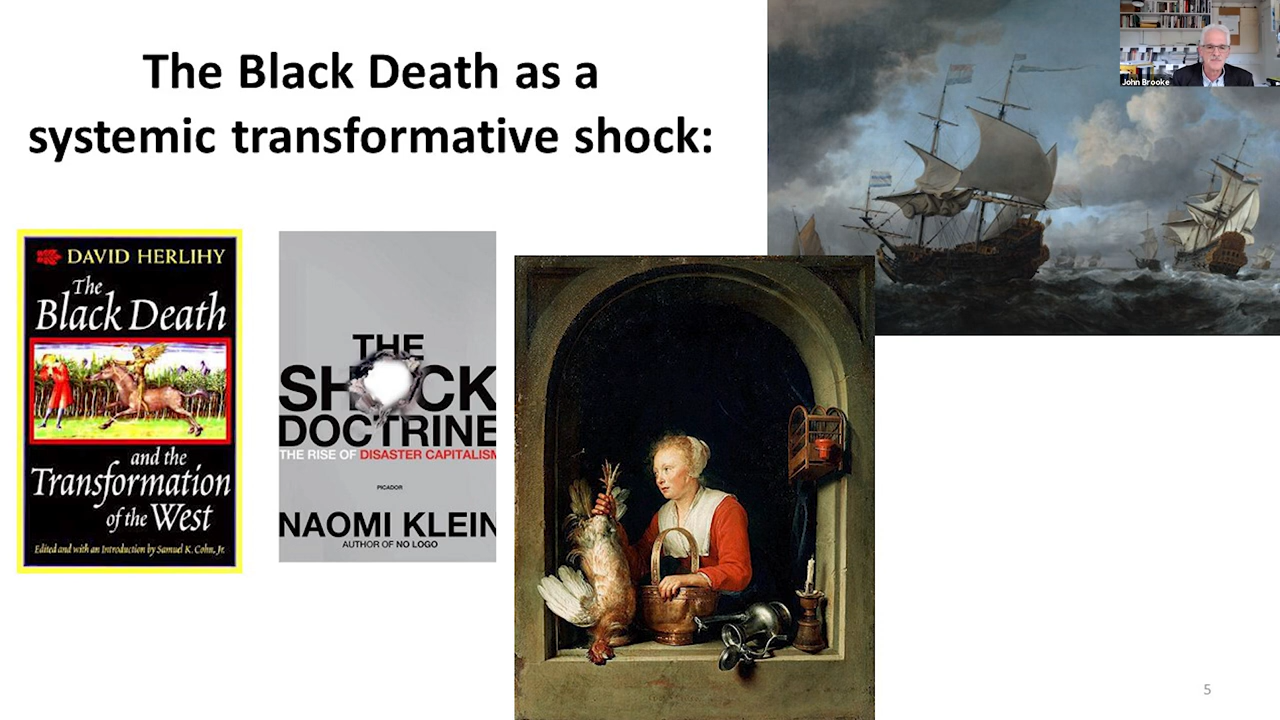 The Black Death as a
systemic transformative shock:
John Brooke
DAVID HERLIHY
The
Black Death
and the
Transformation
of the West
Edited and with an Introduction by Samuel K. Cohn, Jr.
THE
SHOCK
DOCTRINE
THE RISE OF DISASTER CAPITALISM
PICADOR
NAOMI KLEIN
AUTHOR OF NO LOGO
5